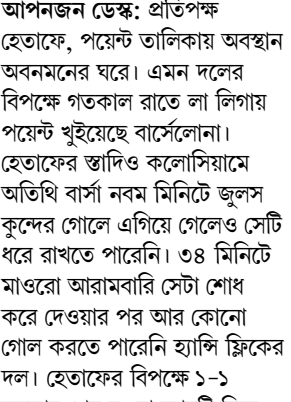 আপনজন ডেস্ক: প্রতিপক্ষ
হেতাফে, পয়েন্ট তালিকায় অবস্থান
অবনমনের ঘরে। এমন দলের
বিপক্ষে গতকাল রাতে লা লিগায়
পয়েন্ট খুইয়েছে বার্সেলোনা।
হেতাফের স্তাদিও কলোসিয়ামে
অতিথি বার্সা নবম মিনিটে জুলস
কুন্দের গোলে এগিয়ে গেলেও সেটি
ধরে রাখতে পারেনি। ৩৪ মিনিটে
মাওরো আরামবারি সেটা শোধ
করে দেওয়ার পর আর কোনো
গোল করতে পারেনি হ্যান্সি ফ্লিকের
দল। হেতাফের বিপক্ষে ১-১